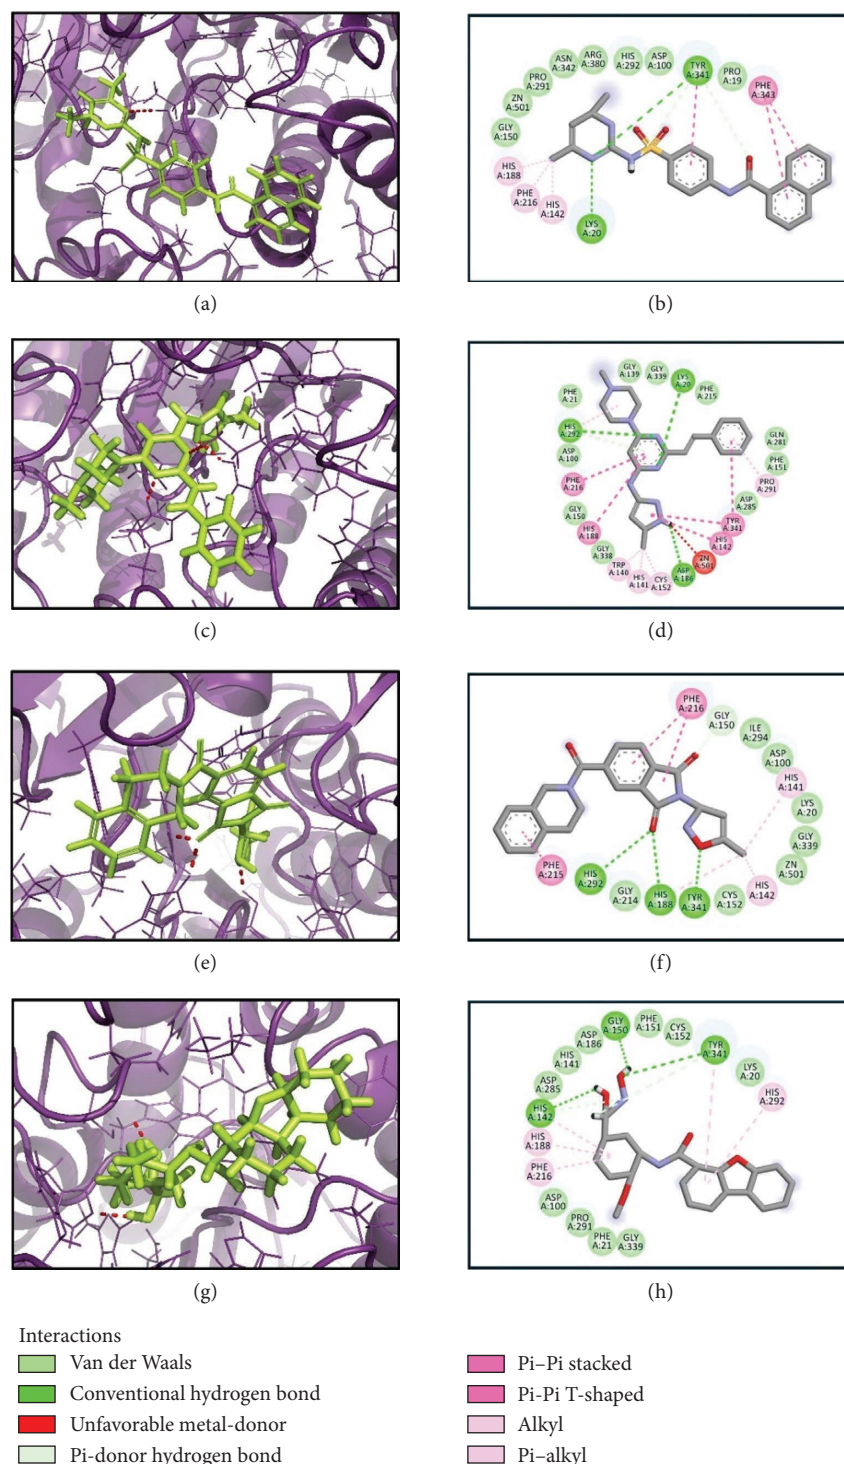 ASN
A:342
ARG
A:380
HIS
A:292
ASP
A:100
TYR
A:341
PRO
A:19
PHE
A:343
PRO
A:291
ZN
A:501
GLY
A:150
HIS
A:188
PHE
A:216
HIS
A:142
LYS
A:20
(a)
(b)
GLY
A:139
GLY
A:339
LYS
A:20
PHE
A:215
PHE
A:21
HIS
A:292
ASP
A:100
PHE
A:216
GLY
A:150
HIS
A:188
GLY
A:338
TRP
A:140
HIS
A:141
CYS
A:152
ASP
A:186
ZN
A:501
HIS
A:142
TYR
A:341
ASP
A:285
PRO
A:291
PHE
A:151
GLN
A:281
(c)
(d)
PHE
A:216
GLY
A:150
ILE
A:294
ASP
A:100
HIS
A:141
LYS
A:20
GLY
A:339
ZN
A:501
HIS
A:142
CYS
A:152
TYR
A:341
HIS
A:188
GLY
A:214
HIS
A:292
PHE
A:215
(e)
(f)
GLY
A:150
PHE
A:151
CYS
A:152
TYR
A:341
LYS
A:20
HIS
A:292
ASP
A:186
HIS
A:141
ASP
A:285
HIS
A:142
HIS
A:188
PHE
A:216
ASP
A:100
PRO
A:291
PHE
A:21
GLY
A:339
(g)
(h)
Interactions
Van der Waals
Conventional hydrogen bond
Unfavorable metal-donor
Pi-donor hydrogen bond
Pi–Pi stacked
Pi-Pi T-shaped
Alkyl
Pi–alkyl